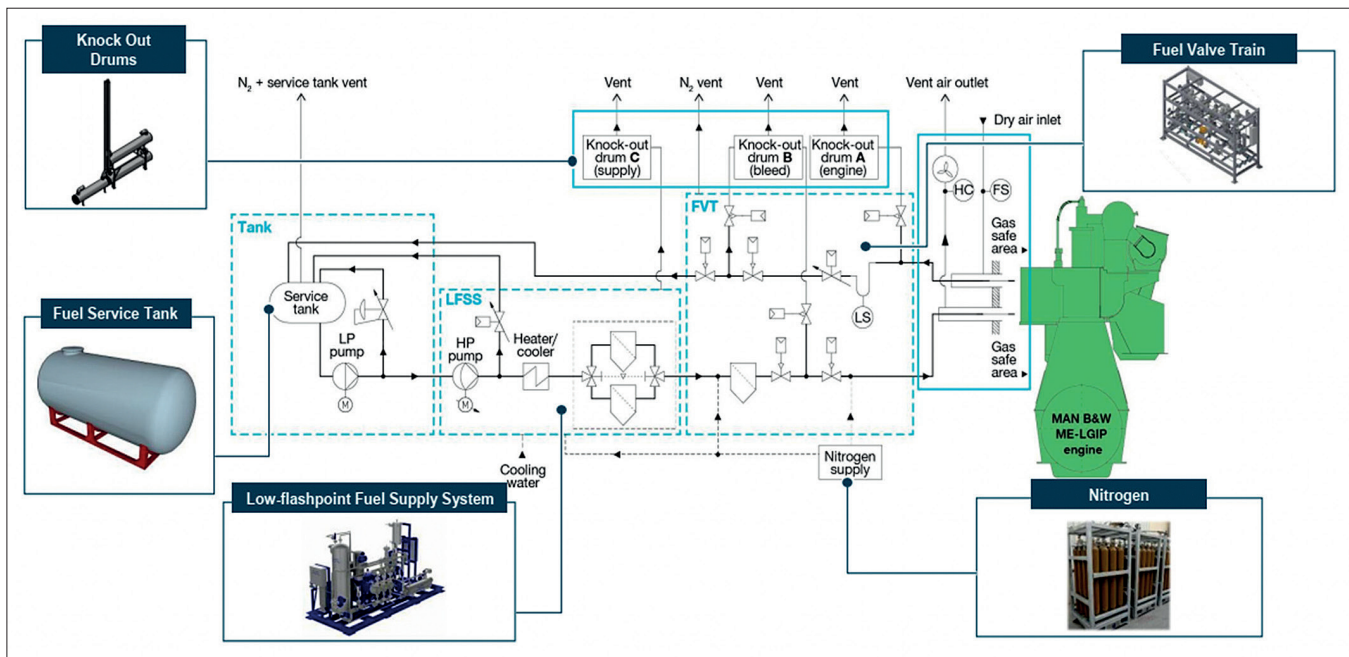 Knock Out
Drums
Fuel Valve Train
N₂ + service tank vent
Vent
N₂ vent
Vent
Vent
Vent air outlet
Dry air inlet
Knock-out
drum C
(supply)
Knock-out
drum B
(bleed)
Knock-out
drum A
(engine)
HC
FS
Tank
FVT
Gas
safe
area
Service
tank
LFSS
LS
Fuel Service Tank
LP
pump
HP
pump
Heater/
cooler
Gas
safe
area
M
M
MAN B&W
ME-LGIP
engine
Cooling
water
Nitrogen
supply
Low-flashpoint Fuel Supply System
Nitrogen